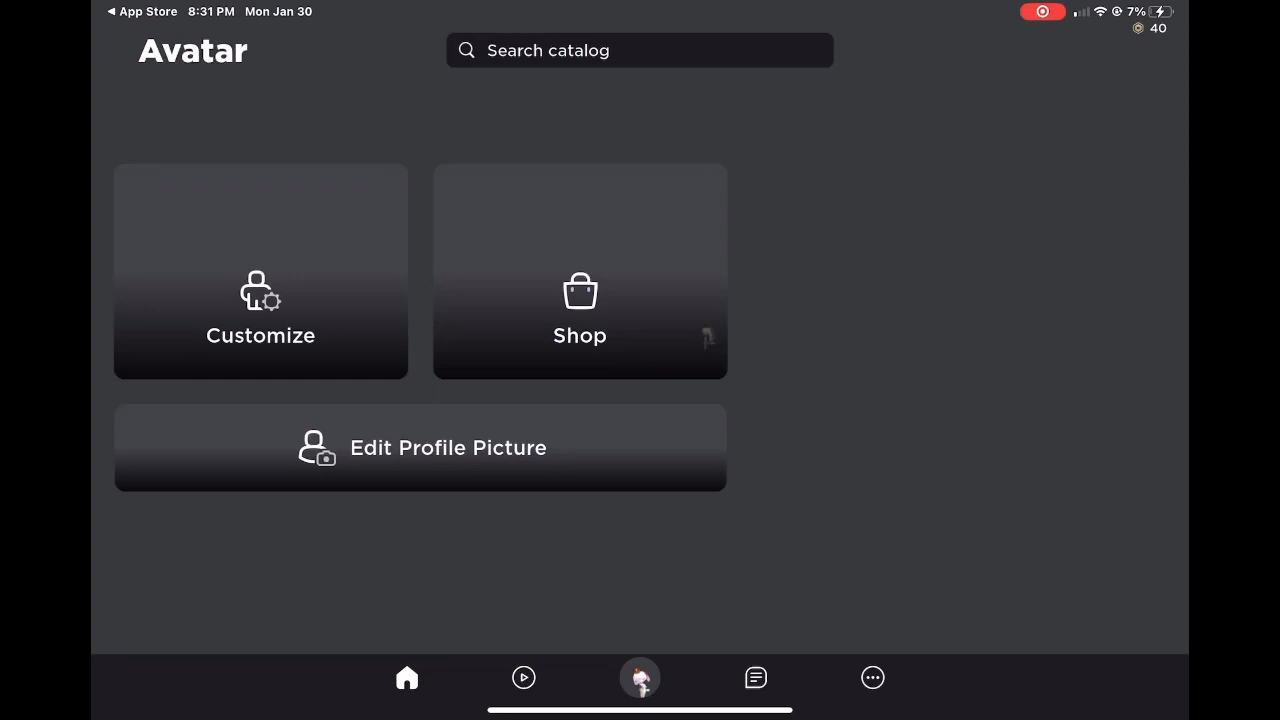 App Store 8:31 PM Mon Jan 30 7%
40
Avatar
Search catalog
Customize
Shop
Edit Profile Picture